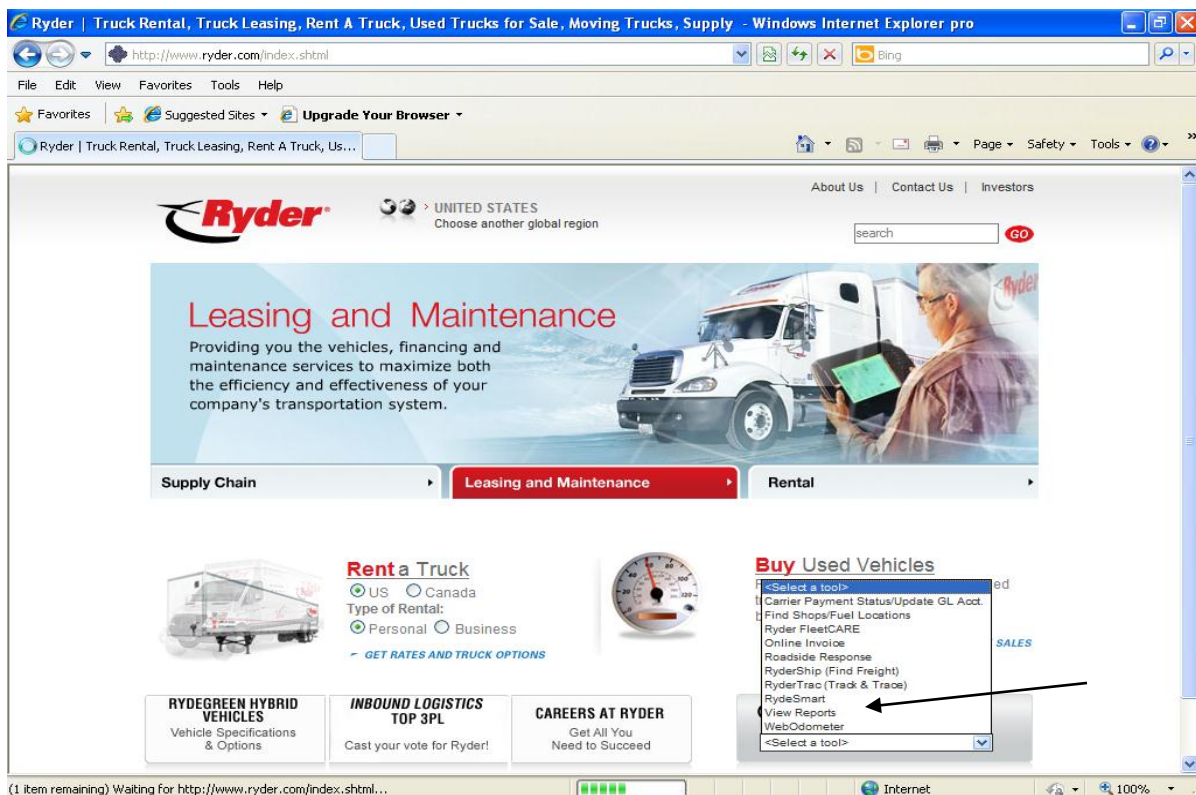 Ryder | Truck Rental, Truck Leasing, Rent A Truck, Used Trucks for Sale, Moving Trucks, Supply - Windows Internet Explorer pro
http://www.ryder.com/index.shtml
Bing
File Edit View Favorites Tools Help
Favorites Suggested Sites Upgrade Your Browser
Ryder | Truck Rental, Truck Leasing, Rent A Truck, Us...
Page Safety Tools
About Us | Contact Us | Investors
Ryder
UNITED STATES
Choose another global region
search GO
Leasing and Maintenance
Providing you the vehicles, financing and
maintenance services to maximize both
the efficiency and effectiveness of your
company's transportation system.
Ryder
Supply Chain
Leasing and Maintenance
Rental
Rent a Truck
US Canada
Type of Rental:
Personal Business
GET RATES AND TRUCK OPTIONS
Buy Used Vehicles
<Select a tool>
Carrier Payment Status/Update GL Acct.
Find Shops/Fuel Locations
Ryder FleetCARE
Online Invoice
Roadside Response
RyderShip (Find Freight)
RyderTrac (Track & Trace)
RydeSmart
View Reports
WebOdometer
<Select a tool>
SALES
RYDEGREEN HYBRID
VEHICLES
Vehicle Specifications
& Options
INBOUND LOGISTICS
TOP 3PL
Cast your vote for Ryder!
CAREERS AT RYDER
Get All You
Need to Succeed
(1 item remaining) Waiting for http://www.ryder.com/index.shtml...
Internet
100%